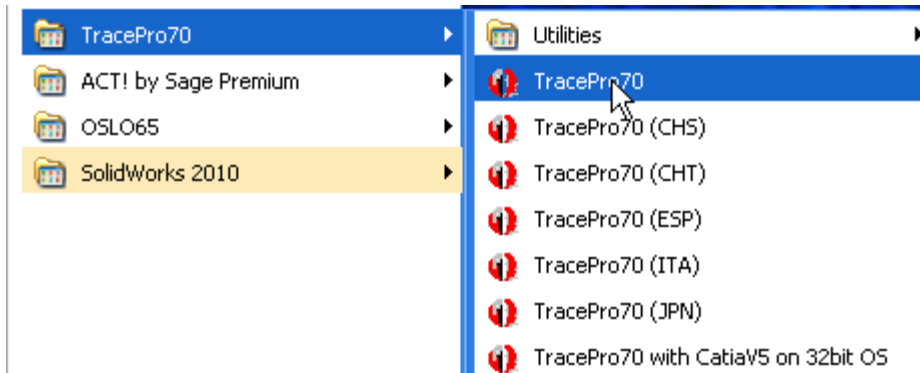 TracePro70
ACT! by Sage Premium
OSLO65
SolidWorks 2010
Utilities
TracePro70
TracePro70 (CHS)
TracePro70 (CHT)
TracePro70 (ESP)
TracePro70 (ITA)
TracePro70 (JPN)
TracePro70 with CatiaV5 on 32bit OS